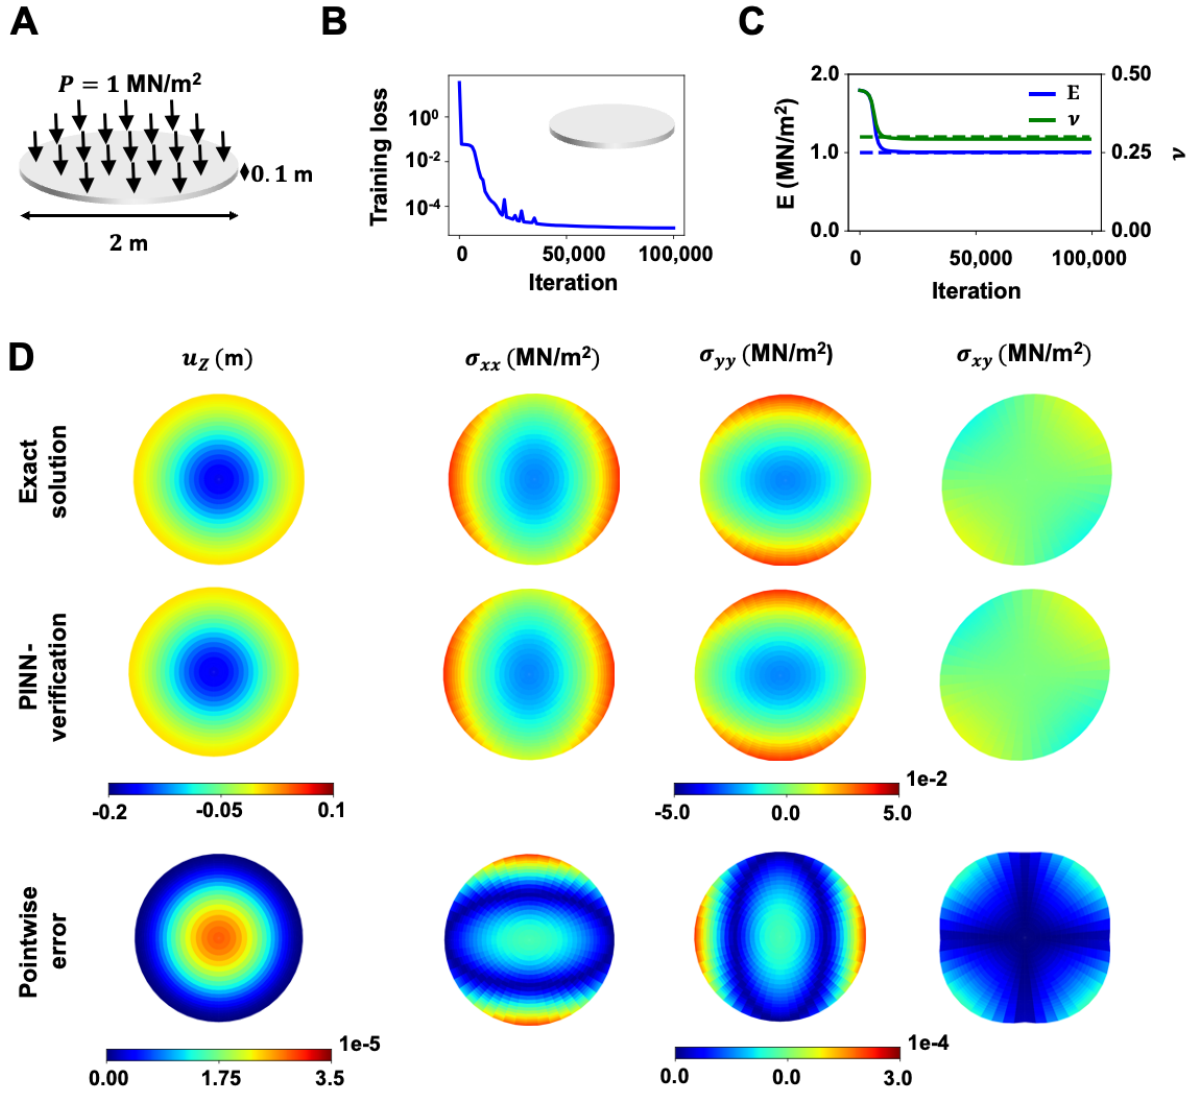 A
P = 1 MN/m²
0.1 m
2 m
B
Training loss
10⁰
10⁻²
10⁻⁴
0 50,000 100,000
Iteration
C
E (MN/m²)
2.0
1.0
0.0
E
ν
0.50
0.25
0.00
ν
0 50,000 100,000
Iteration
D
u_Z (m)
σ_xx (MN/m²)
σ_yy (MN/m²)
σ_xy (MN/m²)
Exact
solution
PINN-
verification
-0.2 -0.05 0.1
1e-2
-5.0 0.0 5.0
Pointwise
error
1e-5
0.00 1.75 3.5
1e-4
0.0 0.0 3.0